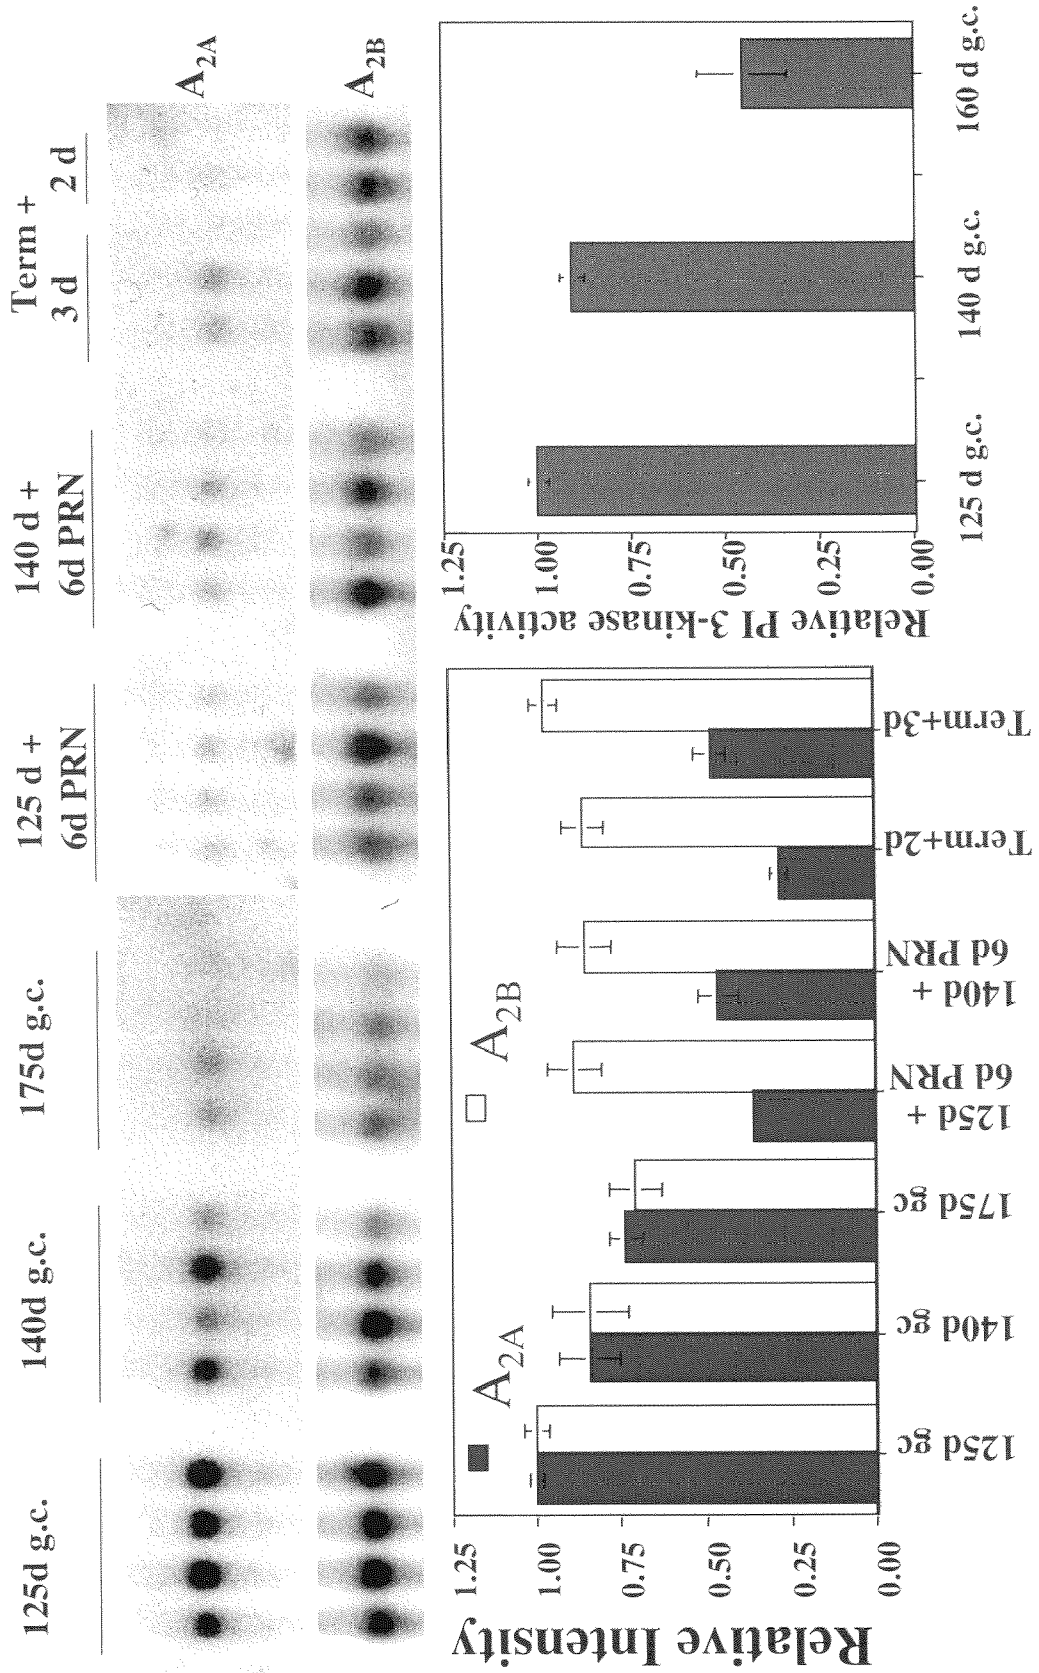 Term +
125d g.c. 140d g.c. 175d g.c. 125 d + 140 d + 3 d 2 d
6d PRN 6d PRN
A2A
A2B
Relative Intensity
1.25
1.00
0.75
0.50
0.25
0.00
A2A A2B
125d gc 140d gc 175d gc 125d + 140d + Term+2d Term+3d
6d PRN 6d PRN
Relative PI 3-kinase activity
1.25
1.00
0.75
0.50
0.25
0.00
125 d g.c. 140 d g.c. 160 d g.c.